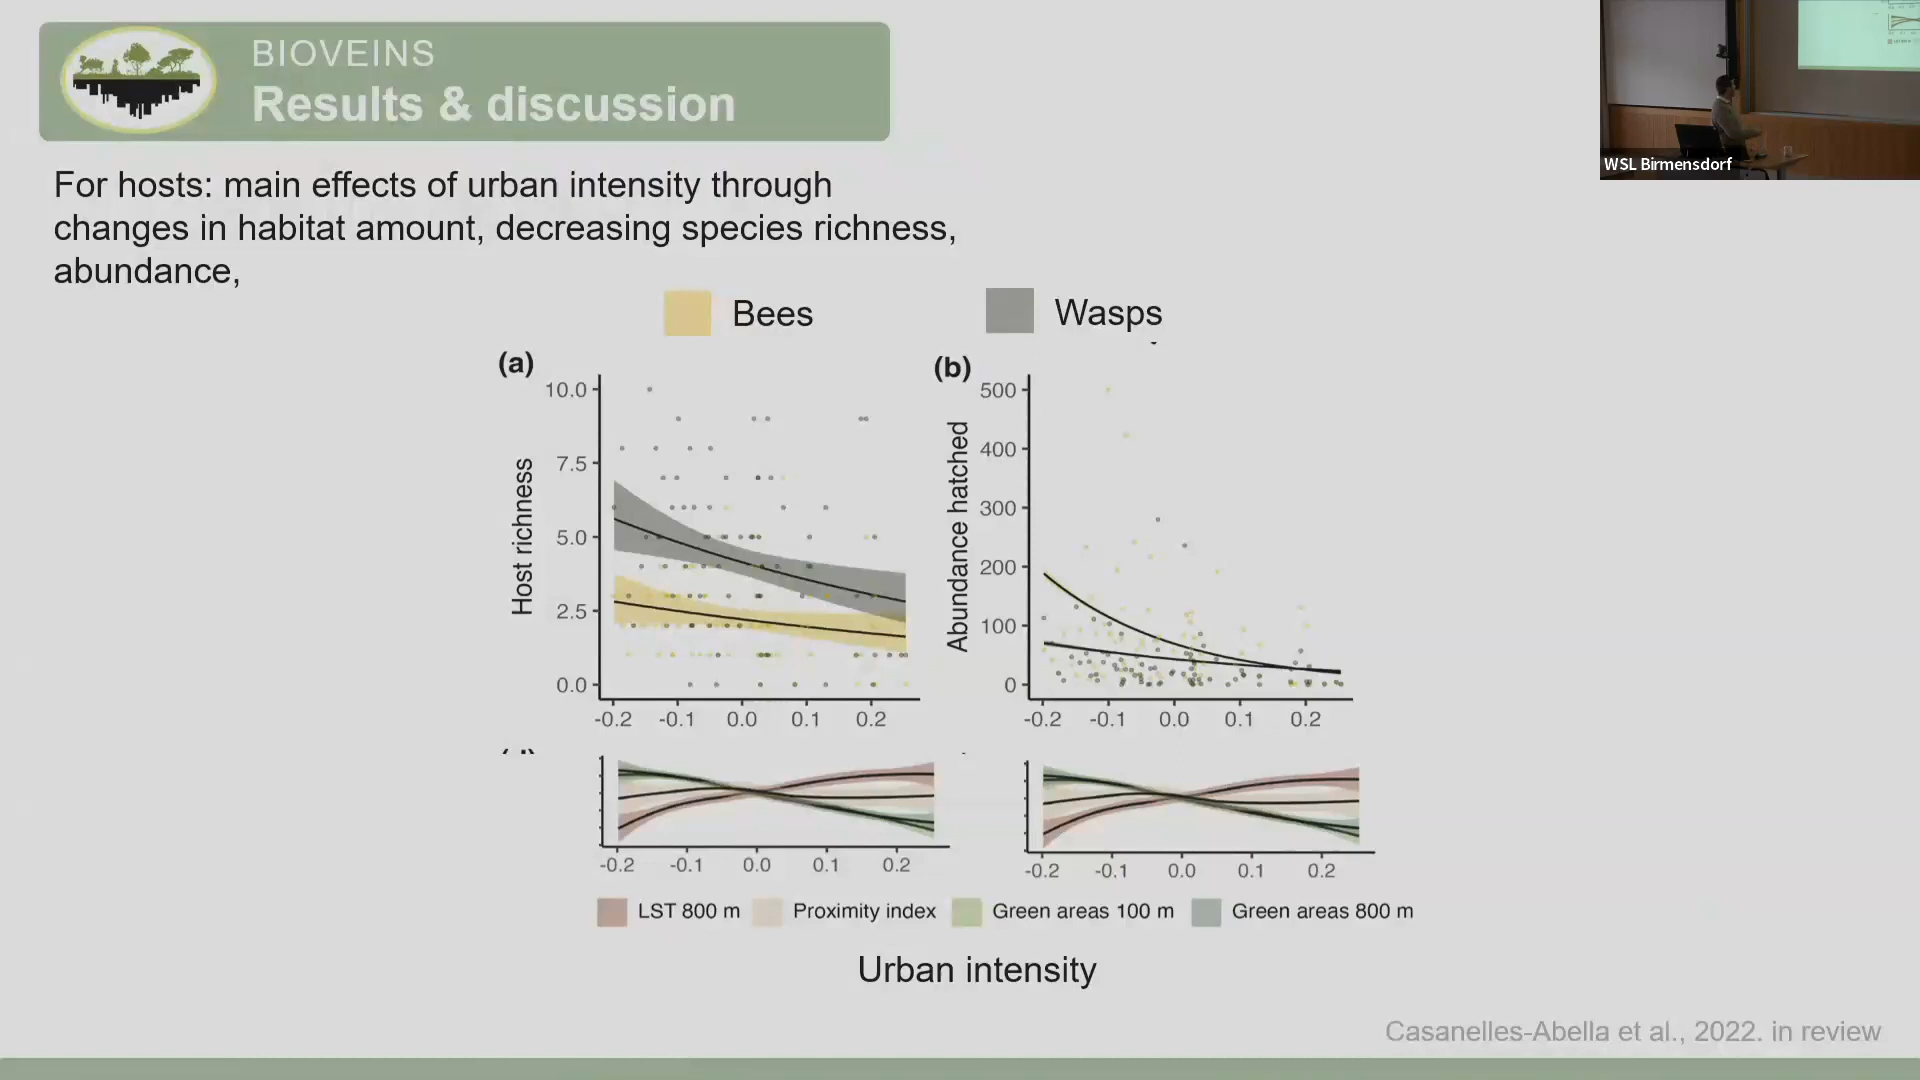 BIOVEINS
Results & discussion
WSL Birmensdorf
For hosts: main effects of urban intensity through
changes in habitat amount, decreasing species richness,
abundance,
Bees
Wasps
(a)
Host richness
10.0
7.5
5.0
2.5
0.0
-0.2 -0.1 0.0 0.1 0.2
(b)
Abundance hatched
500
400
300
200
100
0
-0.2 -0.1 0.0 0.1 0.2
-0.2 -0.1 0.0 0.1 0.2
-0.2 -0.1 0.0 0.1 0.2
LST 800 m Proximity index Green areas 100 m Green areas 800 m
Urban intensity
Casanelles-Abella et al., 2022. in review